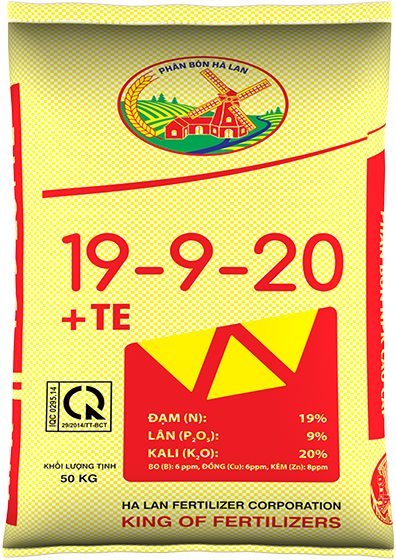 PHÂN BÓN HÀ LAN
19-9-20
+ TE
IQC 0295.14
29/2014/TT-BCT
ĐẠM (N): 19%
LÂN (P₂O₅): 9%
KALI (K₂O): 20%
BO (B): 6 ppm, ĐỒNG (Cu): 6ppm, KẼM (Zn): 8ppm
KHỐI LƯỢNG TỊNH
50 KG
HA LAN FERTILIZER CORPORATION
KING OF FERTILIZERS